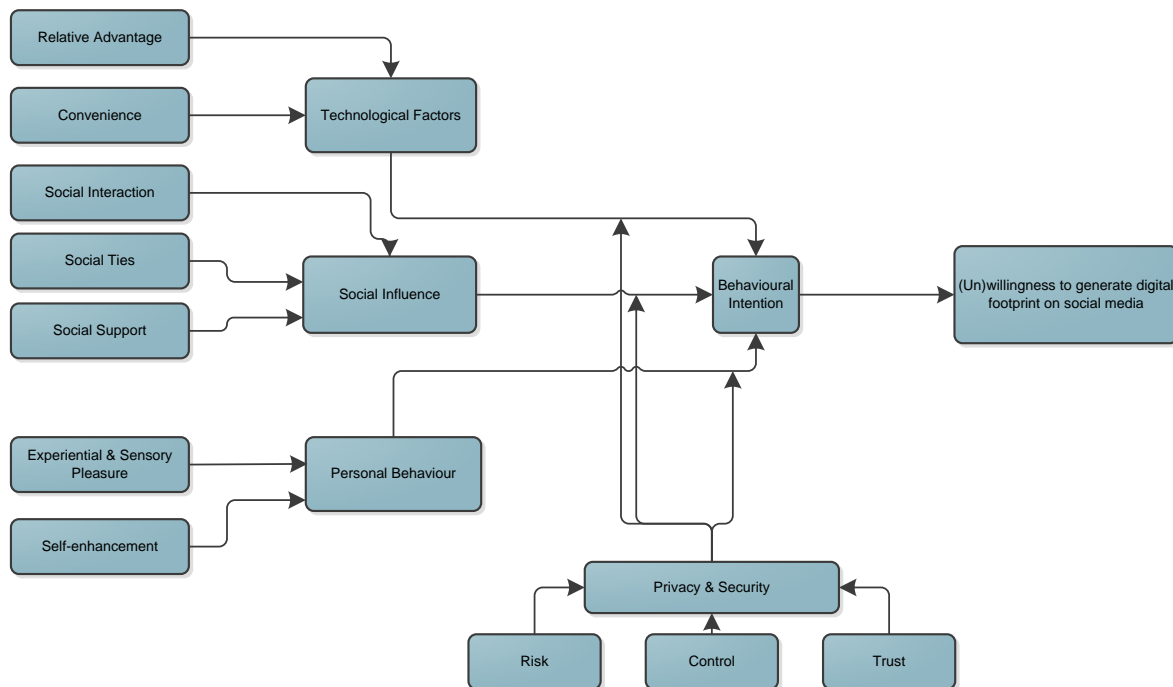 Relative Advantage
Convenience
Technological Factors
Social Interaction
Social Ties
Social Influence
Social Support
Behavioural
Intention
(Un)willingness to generate digital
footprint on social media
Experiential & Sensory
Pleasure
Personal Behaviour
Self-enhancement
Privacy & Security
Risk
Control
Trust